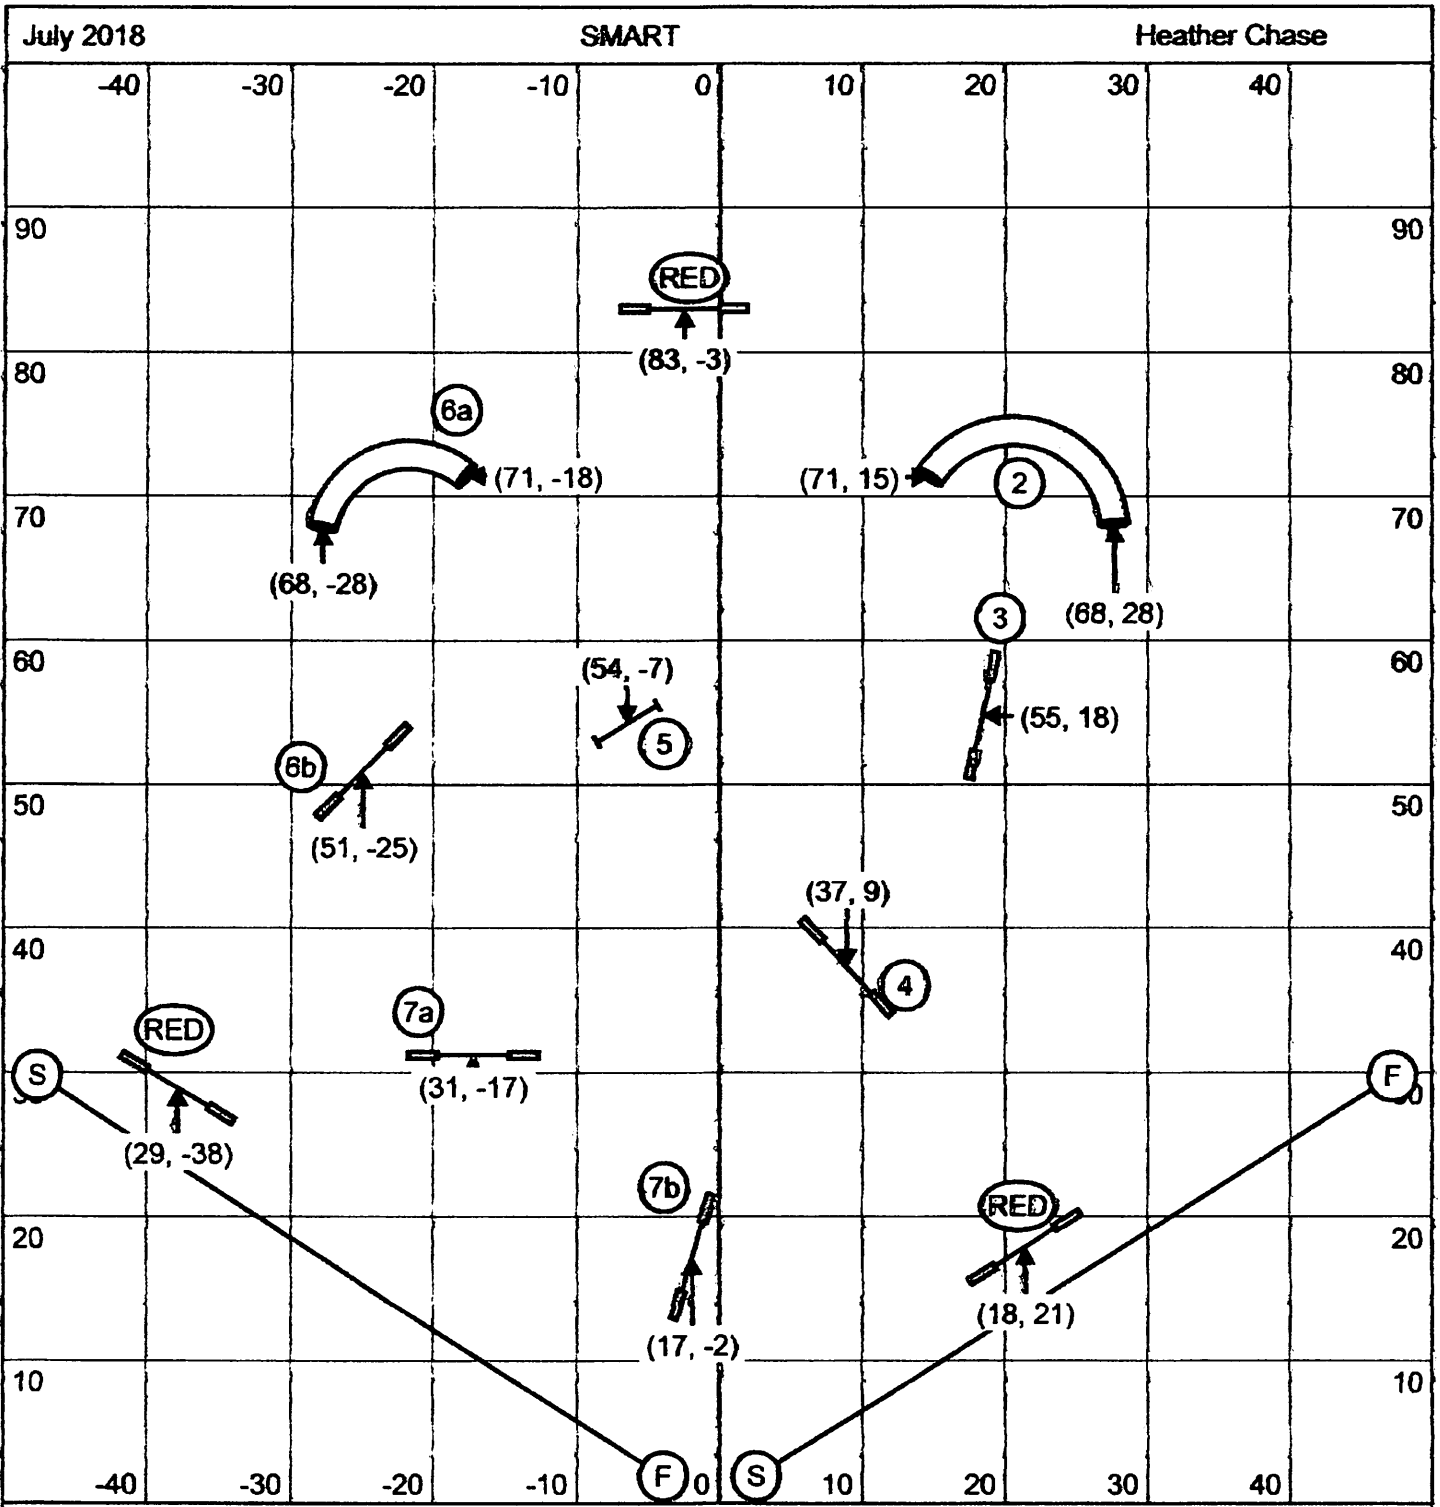 July 2018 SMART Heather Chase
-40 -30 -20 -10 0 10 20 30 40
90 90
RED
(83, -3)
80 80
6a
(71, -18) (71, 15) 2
70 70
(68, -28) (68, 28)
3
60 60
(54, -7)
(55, 18)
5
6b
50 50
(51, -25)
(37, 9)
40 40
4
7a
RED
S F
(31, -17)
30
(29, -38)
7b
RED
20 20
(18, 21)
(17, -2)
10 10
F S
-40 -30 -20 -10 0 10 20 30 40